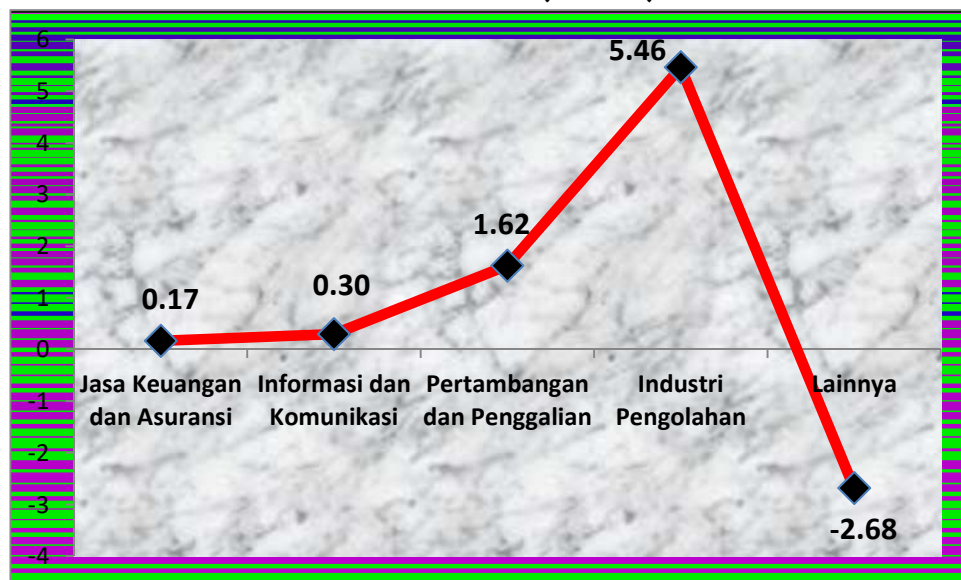 6
5
4
3
2
1
0
-1
-2
-3
-4
5.46
1.62
0.30
0.17
-2.68
Jasa Keuangan
dan Asuransi
Informasi dan
Komunikasi
Pertambangan
dan Penggalian
Industri
Pengolahan
Lainnya